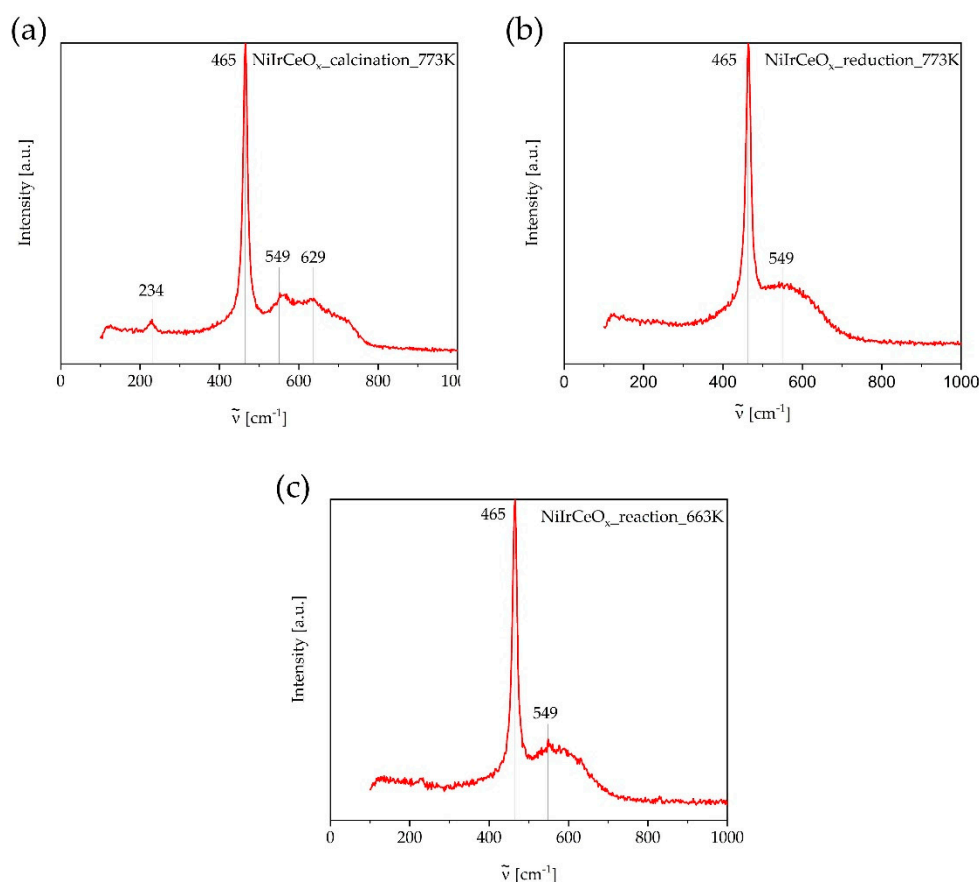 (a)
465
NiIrCeOₓ_calcination_773K
549
629
234
Intensity [a.u.]
0
200
400
600
800
100
ṽ [cm⁻¹]
(b)
465
NiIrCeOₓ_reduction_773K
549
Intensity [a.u.]
0
200
400
600
800
1000
ṽ [cm⁻¹]
(c)
465
NiIrCeOₓ_reaction_663K
549
Intensity [a.u.]
0
200
400
600
800
1000
ṽ [cm⁻¹]